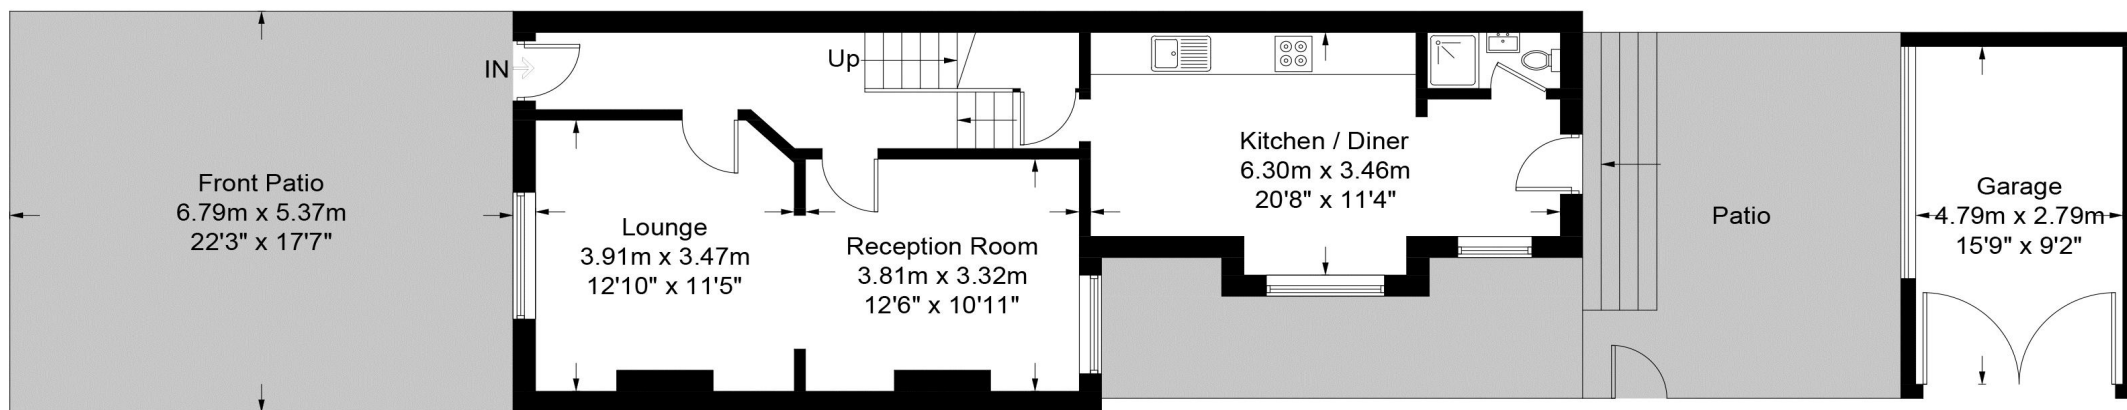 IN
Up
Front Patio
6.79m x 5.37m
22'3" x 17'7"
Lounge
3.91m x 3.47m
12'10" x 11'5"
Reception Room
3.81m x 3.32m
12'6" x 10'11"
Kitchen / Diner
6.30m x 3.46m
20'8" x 11'4"
Patio
Garage
4.79m x 2.79m
15'9" x 9'2"